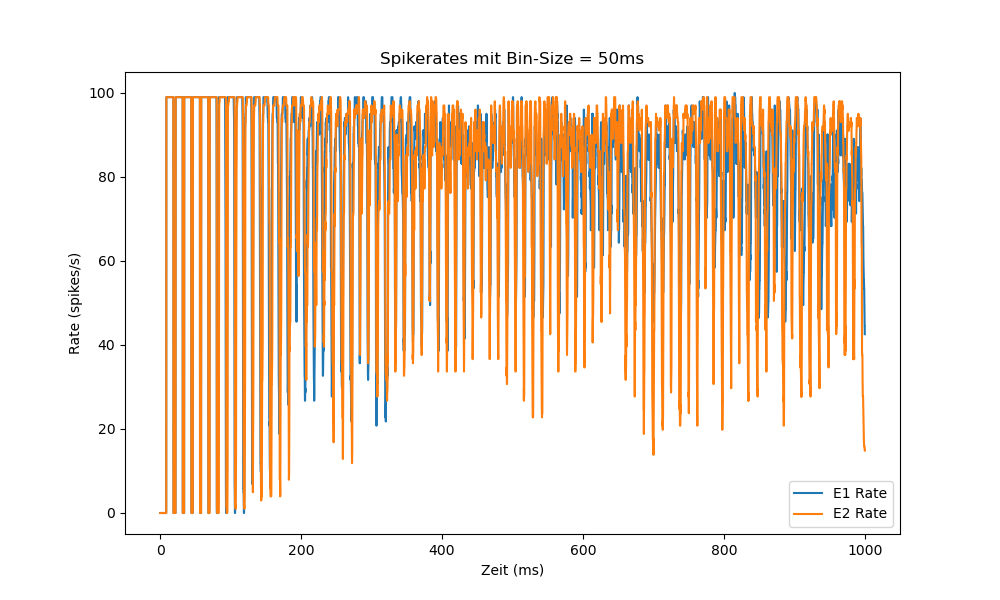 Spikerates mit Bin-Size = 50ms
Rate (spikes/s)
100
80
60
40
20
0
0 200 400 600 800 1000
Zeit (ms)
E1 Rate
E2 Rate